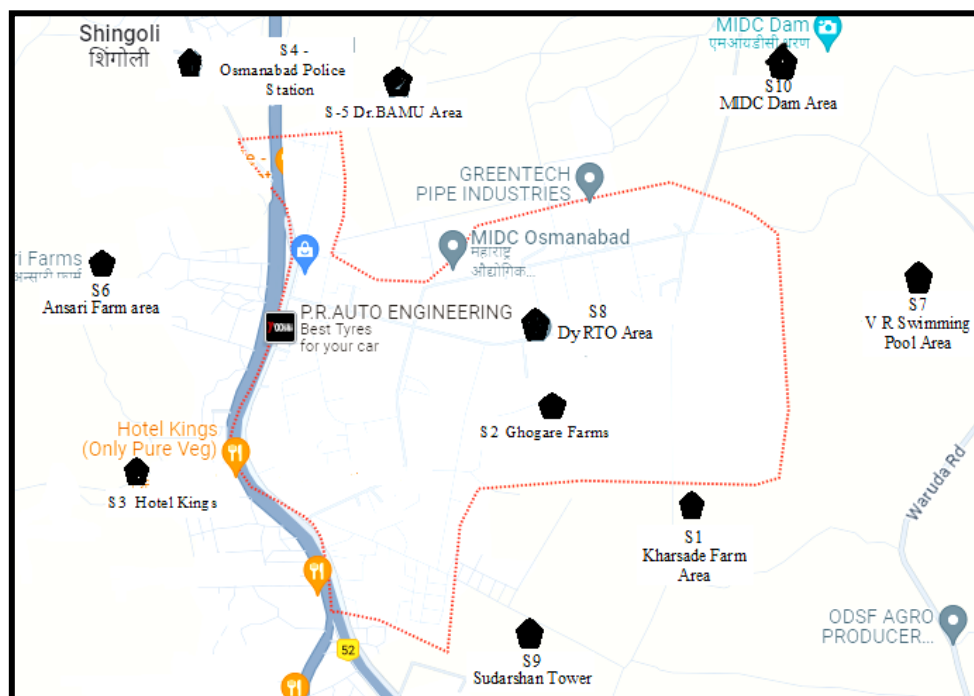 Shingoli
शिंगोली
S4 -
Osmanabad Police
Station
S-5 Dr.BAMU Area
MIDC Dam
एमआयडीसी धरण
S10
MIDC Dam Area
GREENTECH
PIPE INDUSTRIES
MIDC Osmanabad
महाराष्ट्र
औद्योगिक...
ri Farms
अन्सारी फार्म
S6
Ansari Farm area
P.R.AUTO ENGINEERING
Best Tyres
for your car
S8
Dy RTO Area
S7
V R Swimming
Pool Area
S2 Ghogare Farms
Hotel Kings
(Only Pure Veg)
S3 Hotel Kings
S1
Kharsade Farm
Area
Waruda Rd
ODSF AGRO
PRODUCER...
52
S9
Sudarshan Tower